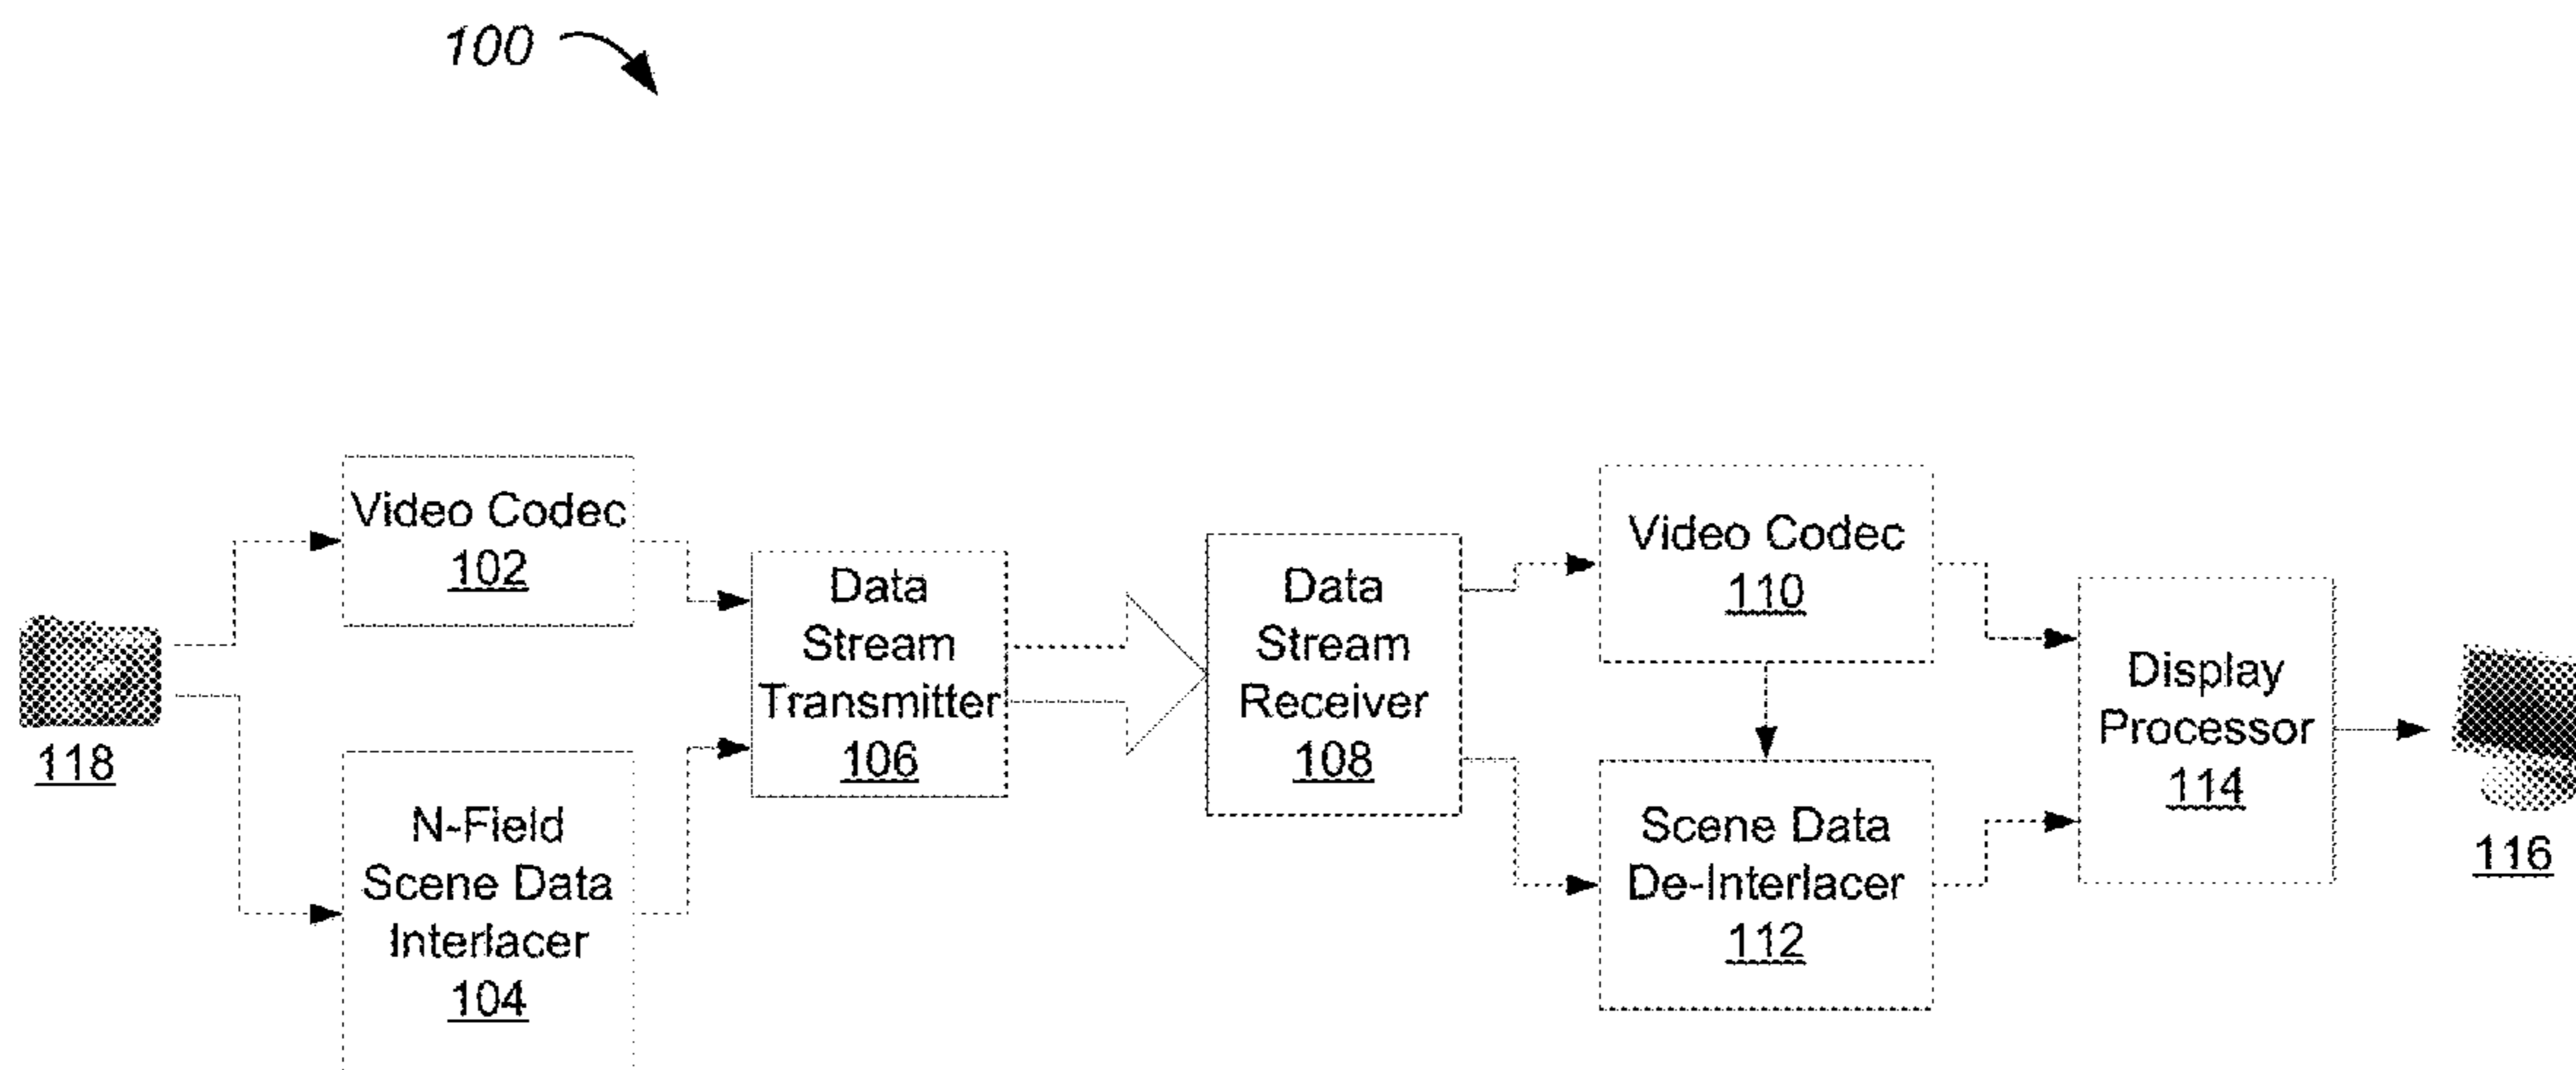 100
Video Codec
102
N-Field
Scene Data
Interlacer
104
118
Data
Stream
Transmitter
106
Data
Stream
Receiver
108
Video Codec
110
Scene Data
De-Interlacer
112
Display
Processor
114
116